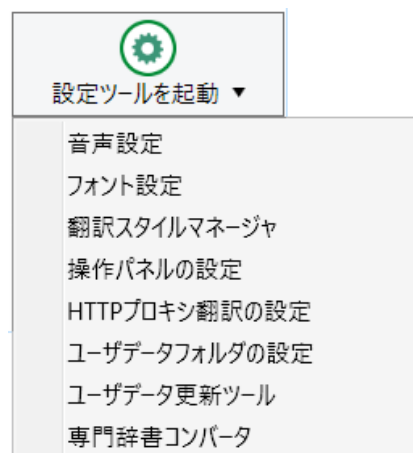 設定ツールを起動 ▼
音声設定
フォント設定
翻訳スタイルマネージャ
操作パネルの設定
HTTPプロキシ翻訳の設定
ユーザデータフォルダの設定
ユーザデータ更新ツール
専門辞書コンバータ